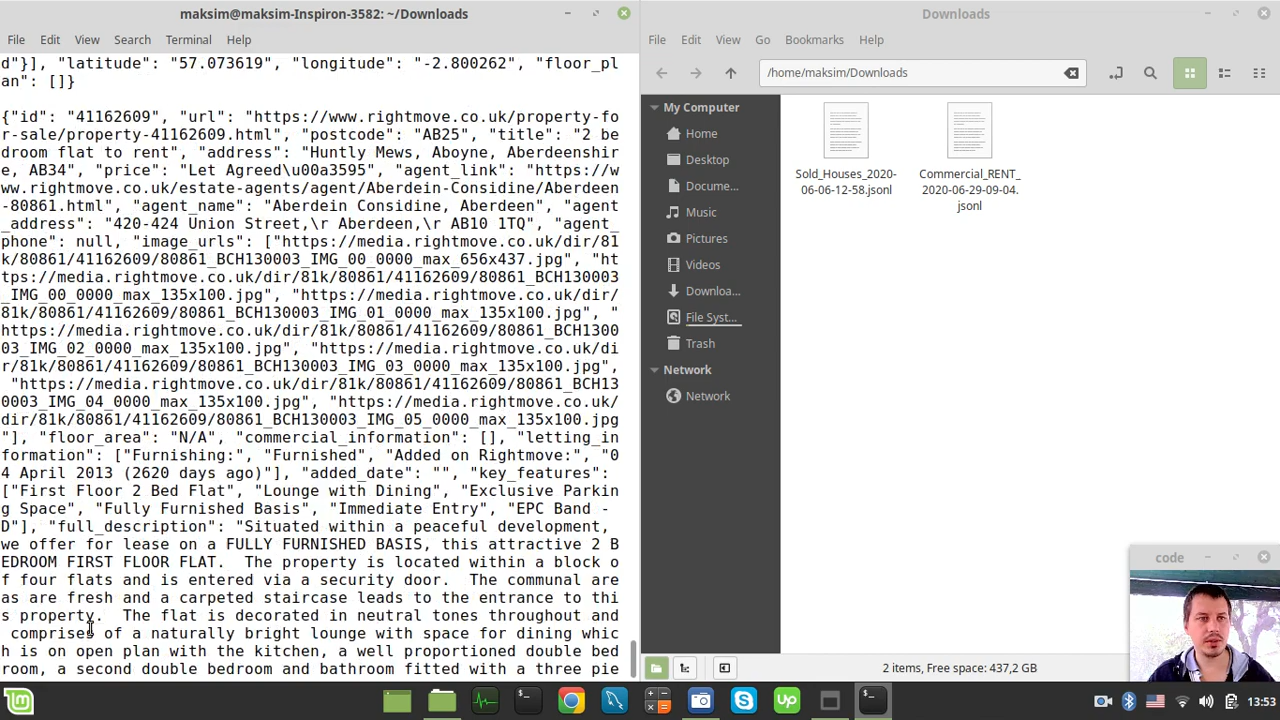 maksim@maksim-Inspiron-3582: ~/Downloads
File Edit View Search Terminal Help
d"}], "latitude": "57.073619", "longitude": "-2.800262", "floor_pl
an": []}
{"id": "41162609", "url": "https://www.rightmove.co.uk/property-fo
r-sale/property-41162609.html", "postcode": "AB25", "title": "2 be
droom flat to rent", "address": "Huntly Mews, Aboyne, Aberdeenshir
e, AB34", "price": "Let Agreed\u00a3595", "agent_link": "https://w
ww.rightmove.co.uk/estate-agents/agent/Aberdein-Considine/Aberdeen
-80861.html", "agent_name": "Aberdein Considine, Aberdeen", "agent
_address": "420-424 Union Street,\r Aberdeen,\r AB10 1TQ", "agent_
phone": null, "image_urls": ["https://media.rightmove.co.uk/dir/81
k/80861/41162609/80861_BCH130003_IMG_00_0000_max_656x437.jpg", "ht
tps://media.rightmove.co.uk/dir/81k/80861/41162609/80861_BCH130003
_IMG_00_0000_max_135x100.jpg", "https://media.rightmove.co.uk/dir/
81k/80861/41162609/80861_BCH130003_IMG_01_0000_max_135x100.jpg", "
https://media.rightmove.co.uk/dir/81k/80861/41162609/80861_BCH1300
03_IMG_02_0000_max_135x100.jpg", "https://media.rightmove.co.uk/di
r/81k/80861/41162609/80861_BCH130003_IMG_03_0000_max_135x100.jpg",
"https://media.rightmove.co.uk/dir/81k/80861/41162609/80861_BCH13
0003_IMG_04_0000_max_135x100.jpg", "https://media.rightmove.co.uk/
dir/81k/80861/41162609/80861_BCH130003_IMG_05_0000_max_135x100.jpg
"], "floor_area": "N/A", "commercial_information": [], "letting_in
formation": ["Furnishing:", "Furnished", "Added on Rightmove:", "0
4 April 2013 (2620 days ago)"], "added_date": "", "key_features":
["First Floor 2 Bed Flat", "Lounge with Dining", "Exclusive Parkin
g Space", "Fully Furnished Basis", "Immediate Entry", "EPC Band -
D"], "full_description": "Situated within a peaceful development,
we offer for lease on a FULLY FURNISHED BASIS, this attractive 2 B
EDROOM FIRST FLOOR FLAT.  The property is located within a block o
f four flats and is entered via a security door.  The communal are
as are fresh and a carpeted staircase leads to the entrance to thi
s property.  The flat is decorated in neutral tones throughout and
comprises of a naturally bright lounge with space for dining whic
h is on open plan with the kitchen, a well proportioned double bed
room, a second double bedroom and bathroom fitted with a three pie
Downloads
File Edit View Go Bookmarks Help
/home/maksim/Downloads
My Computer
Home
Desktop
Docume...
Music
Pictures
Videos
Downloa...
File Syst...
Trash
Network
Network
Sold_Houses_2020-
06-06-12-58.jsonl
Commercial_RENT_
2020-06-29-09-04.
jsonl
2 items, Free space: 437,2 GB
code
13:53